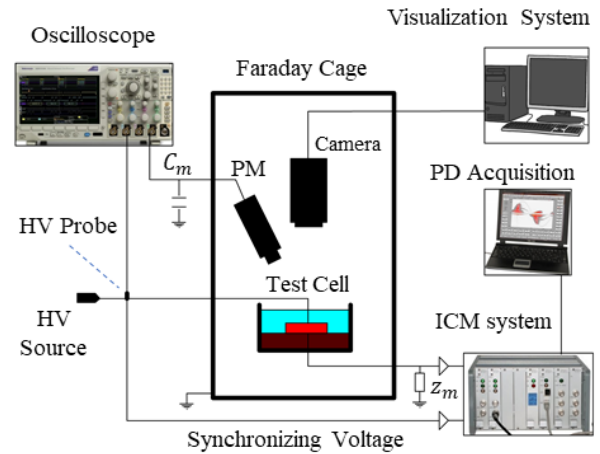 Visualization System
Oscilloscope
Faraday Cage
Camera
C_m
PM
PD Acquisition
HV Probe
Test Cell
HV
Source
ICM system
z_m
Synchronizing Voltage